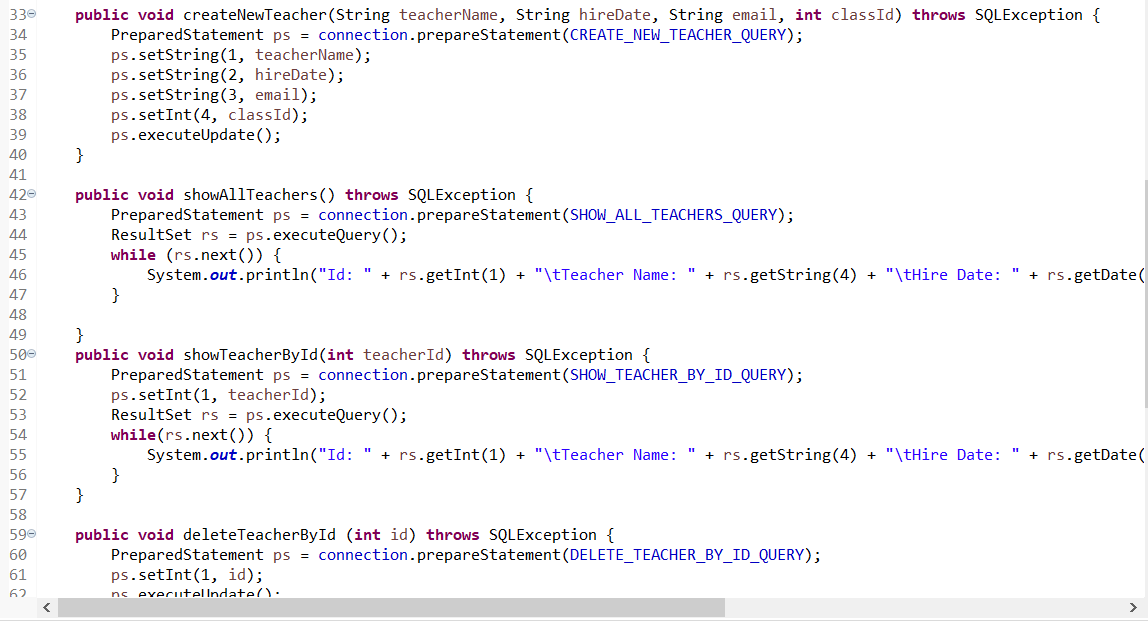 33 public void createNewTeacher(String teacherName, String hireDate, String email, int classId) throws SQLException {
34 PreparedStatement ps = connection.prepareStatement(CREATE_NEW_TEACHER_QUERY);
35 ps.setString(1, teacherName);
36 ps.setString(2, hireDate);
37 ps.setString(3, email);
38 ps.setInt(4, classId);
39 ps.executeUpdate();
40 }
41
42 public void showAllTeachers() throws SQLException {
43 PreparedStatement ps = connection.prepareStatement(SHOW_ALL_TEACHERS_QUERY);
44 ResultSet rs = ps.executeQuery();
45 while (rs.next()) {
46 System.out.println("Id: " + rs.getInt(1) + "\tTeacher Name: " + rs.getString(4) + "\tHire Date: " + rs.getDate(
47 }
48
49 }
50 public void showTeacherById(int teacherId) throws SQLException {
51 PreparedStatement ps = connection.prepareStatement(SHOW_TEACHER_BY_ID_QUERY);
52 ps.setInt(1, teacherId);
53 ResultSet rs = ps.executeQuery();
54 while(rs.next()) {
55 System.out.println("Id: " + rs.getInt(1) + "\tTeacher Name: " + rs.getString(4) + "\tHire Date: " + rs.getDate(
56 }
57 }
58
59 public void deleteTeacherById (int id) throws SQLException {
60 PreparedStatement ps = connection.prepareStatement(DELETE_TEACHER_BY_ID_QUERY);
61 ps.setInt(1, id);
62 ps.executeUpdate();